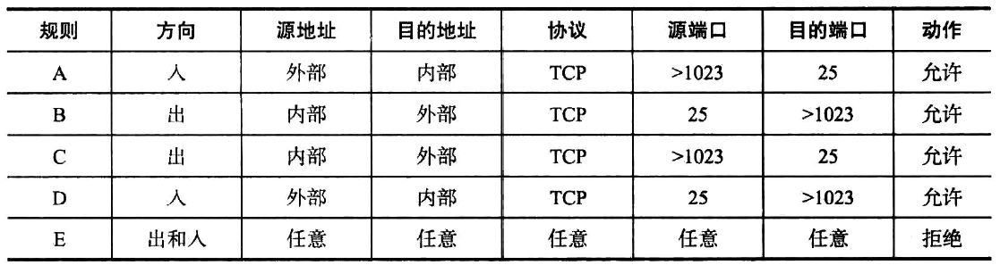 规则 方向 源地址 目的地址 协议 源端口 目的端口 动作
A 入 外部 内部 TCP >1023 25 允许
B 出 内部 外部 TCP 25 >1023 允许
C 出 内部 外部 TCP >1023 25 允许
D 入 外部 内部 TCP 25 >1023 允许
E 出和入 任意 任意 任意 任意 任意 拒绝